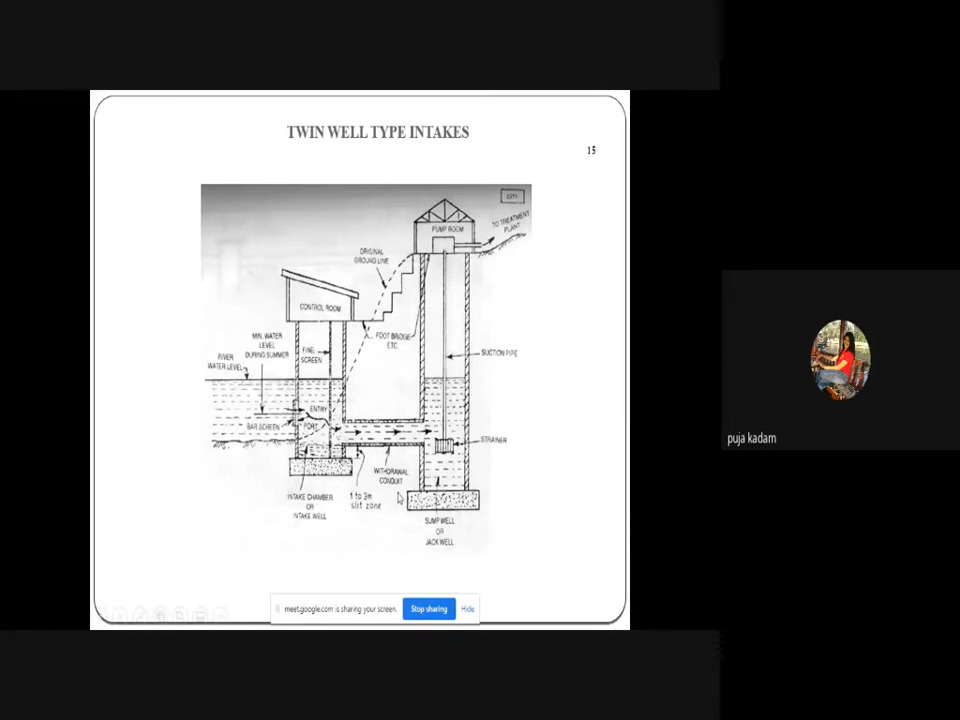 TWIN WELL TYPE INTAKES
15
CITY
TO TREATMENT
PLANT
PUMP ROOM
ORIGINAL
GROUND LINE
CONTROL ROOM
FOOT BRIDGE
ETC.
MIN. WATER
LEVEL
DURING SUMMER
FINE
SCREEN
RIVER
WATER LEVEL
SUCTION PIPE
ENTRY
PORT
BAR SCREEN
STRAINER
WITHDRAWAL
CONDUIT
INTAKE CHAMBER
OR
INTAKE WELL
1 to 3m
slit zone
SUMP WELL
OR
JACK WELL
meet.google.com is sharing your screen.
Stop sharing
Hide
puja kadam